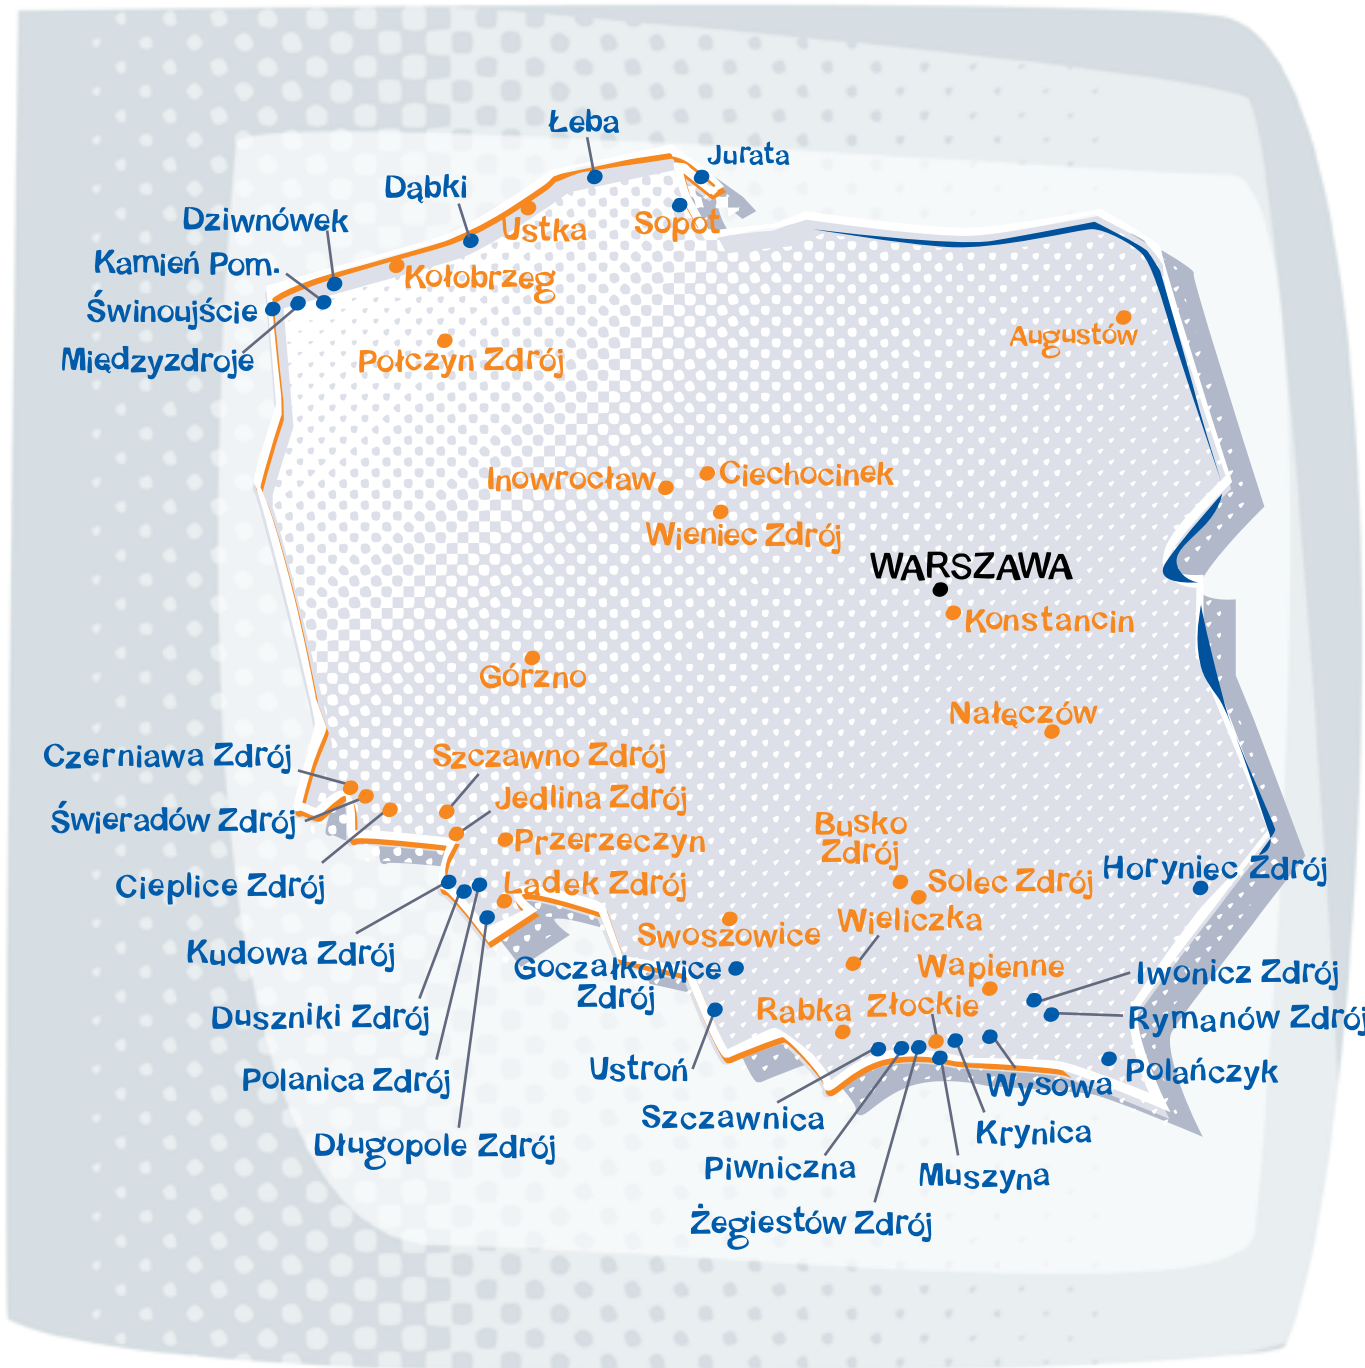 Łeba
Jurata
Dąbki
Dziwnówek
Ustka
Sopot
Kamień Pom.
Kołobrzeg
Świnoujście
Augustów
Międzyzdroje
Połczyn Zdrój
Inowrocław
Ciechocinek
Wieniec Zdrój
WARSZAWA
Konstancin
Górzno
Nałęczów
Czerniawa Zdrój
Szczawno Zdrój
Jedlina Zdrój
Świeradów Zdrój
Przerzeczyn
Busko
Zdrój
Horyniec Zdrój
Cieplice Zdrój
Lądek Zdrój
Solec Zdrój
Wieliczka
Swoszowice
Kudowa Zdrój
Goczałkowice
Zdrój
Wapienne
Iwonicz Zdrój
Rabka
Złockie
Duszniki Zdrój
Rymanów Zdrój
Ustroń
Polańczyk
Polanica Zdrój
Wysowa
Szczawnica
Krynica
Długopole Zdrój
Piwniczna
Muszyna
Żegiestów Zdrój